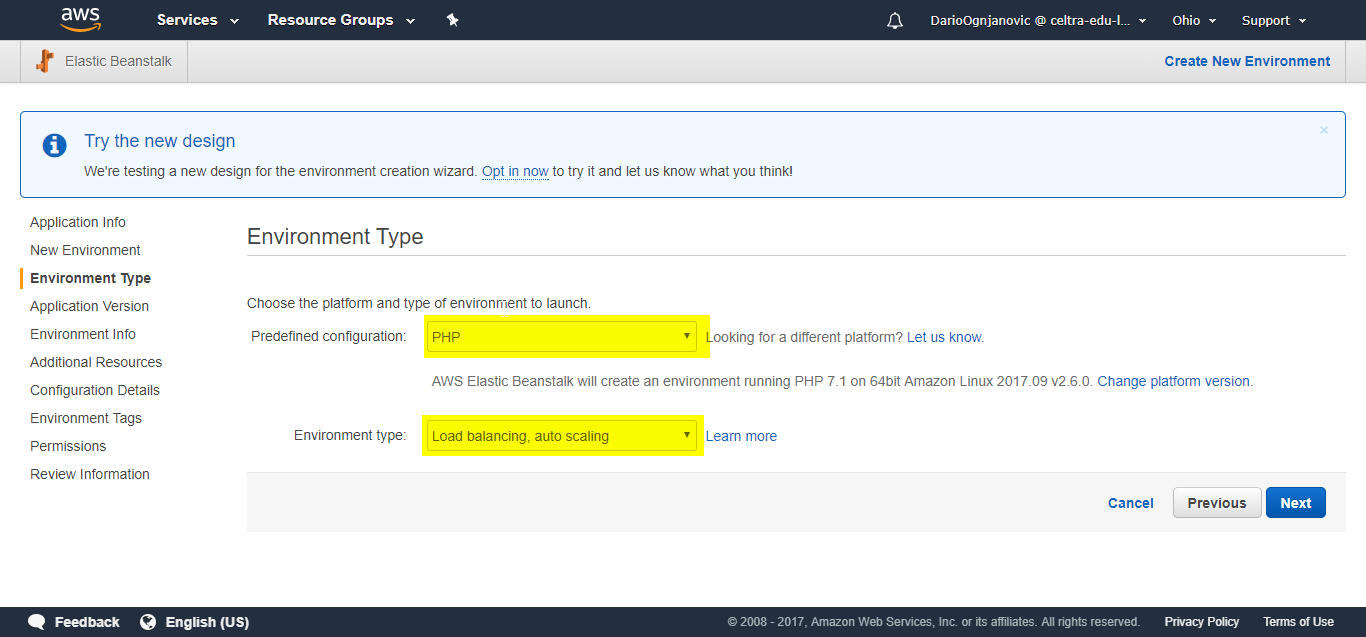 aws Services Resource Groups DarioOgnjanovic @ celtra-edu-l... Ohio Support
Elastic Beanstalk Create New Environment
Try the new design ×
We're testing a new design for the environment creation wizard. Opt in now to try it and let us know what you think!
Application Info
New Environment
Environment Type
Application Version
Environment Info
Additional Resources
Configuration Details
Environment Tags
Permissions
Review Information
Environment Type
Choose the platform and type of environment to launch.
Predefined configuration: PHP Looking for a different platform? Let us know.
AWS Elastic Beanstalk will create an environment running PHP 7.1 on 64bit Amazon Linux 2017.09 v2.6.0. Change platform version.
Environment type: Load balancing, auto scaling Learn more
Cancel Previous Next
Feedback English (US) © 2008 - 2017, Amazon Web Services, Inc. or its affiliates. All rights reserved. Privacy Policy Terms of Use